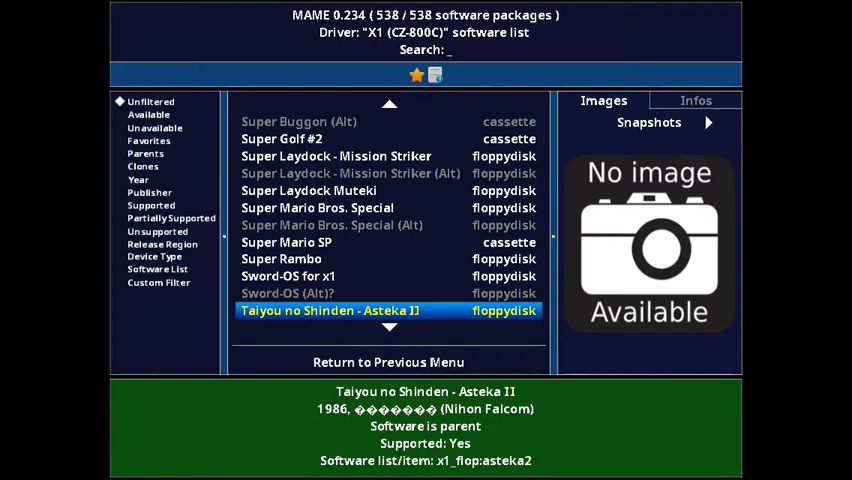 MAME 0.234 ( 538 / 538 software packages )
Driver: "X1 (CZ-800C)" software list
Search: _
Unfiltered
Available
Unavailable
Favorites
Parents
Clones
Year
Publisher
Supported
Partially Supported
Unsupported
Release Region
Device Type
Software List
Custom Filter
Super Buggon (Alt) cassette
Super Golf #2 cassette
Super Laydock - Mission Striker floppydisk
Super Laydock - Mission Striker (Alt) floppydisk
Super Laydock Muteki floppydisk
Super Mario Bros. Special floppydisk
Super Mario Bros. Special (Alt) floppydisk
Super Mario SP cassette
Super Rambo floppydisk
Sword-OS for x1 floppydisk
Sword-OS (Alt)? floppydisk
Taiyou no Shinden - Asteka II floppydisk
Return to Previous Menu
Images Infos
Snapshots
No image
Available
Taiyou no Shinden - Asteka II
1986, ������� (Nihon Falcom)
Software is parent
Supported: Yes
Software list/item: x1_flop:asteka2